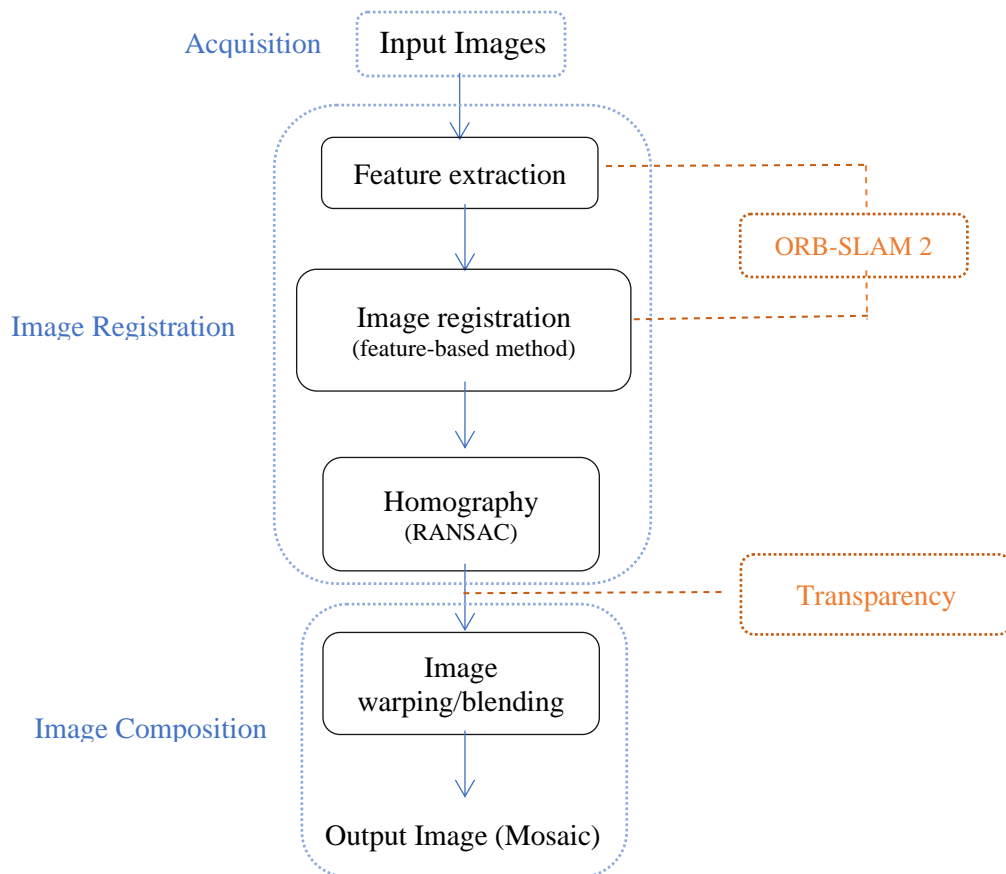 Acquisition
Input Images
Feature extraction
ORB-SLAM 2
Image Registration
Image registration
(feature-based method)
Homography
(RANSAC)
Transparency
Image Composition
Image
warping/blending
Output Image (Mosaic)